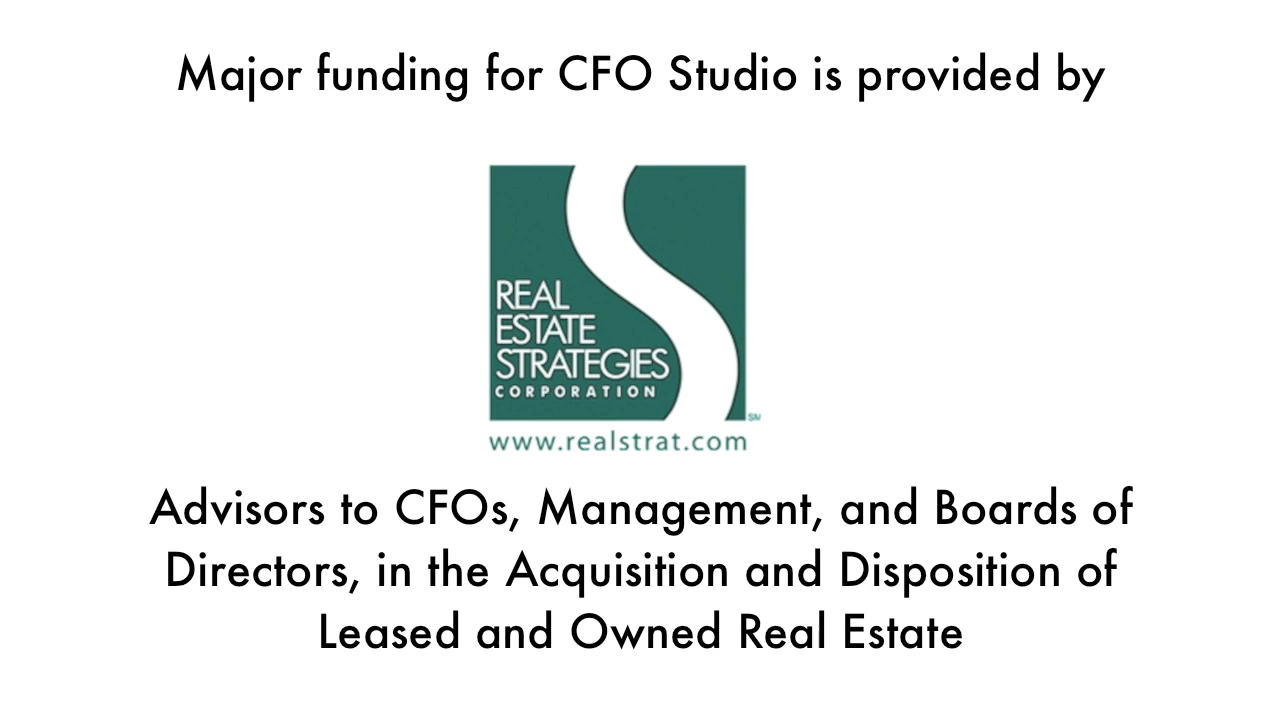 Major funding for CFO Studio is provided by
REAL
ESTATE
STRATEGIES
CORPORATION
SM
www.realstrat.com
Advisors to CFOs, Management, and Boards of
Directors, in the Acquisition and Disposition of
Leased and Owned Real Estate